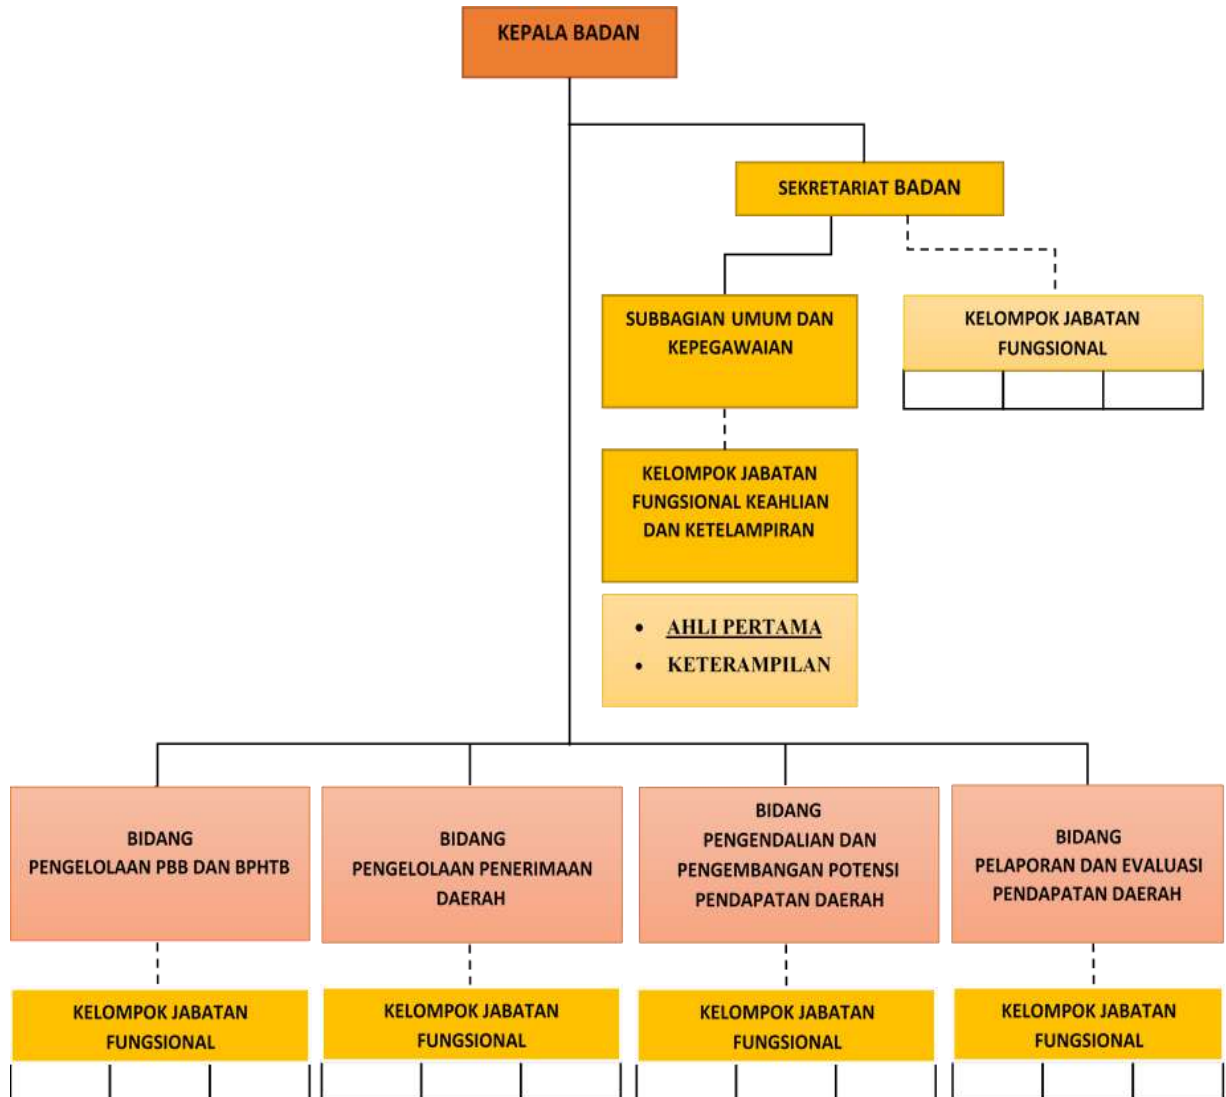 KEPALA BADAN
SEKRETARIAT BADAN
SUBBAGIAN UMUM DAN
KEPEGAWAIAN
KELOMPOK JABATAN
FUNGSIONAL
KELOMPOK JABATAN
FUNGSIONAL KEAHLIAN
DAN KETELAMPIRAN
• AHLI PERTAMA
• KETERAMPILAN
BIDANG
PENGELOLAAN PBB DAN BPHTB
BIDANG
PENGELOLAAN PENERIMAAN
DAERAH
BIDANG
PENGENDALIAN DAN
PENGEMBANGAN POTENSI
PENDAPATAN DAERAH
BIDANG
PELAPORAN DAN EVALUASI
PENDAPATAN DAERAH
KELOMPOK JABATAN
FUNGSIONAL
KELOMPOK JABATAN
FUNGSIONAL
KELOMPOK JABATAN
FUNGSIONAL
KELOMPOK JABATAN
FUNGSIONAL